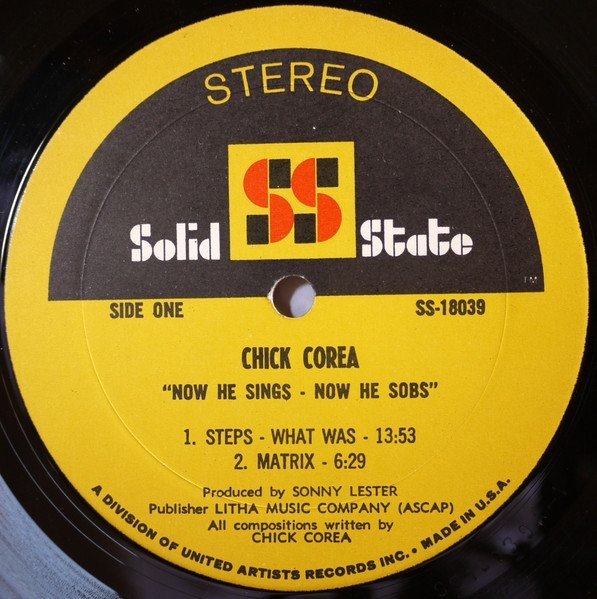 STEREO
SS
Solid State
TM
SIDE ONE SS-18039
CHICK COREA
"NOW HE SINGS - NOW HE SOBS"
1. STEPS - WHAT WAS - 13:53
2. MATRIX - 6:29
Produced by SONNY LESTER
Publisher LITHA MUSIC COMPANY (ASCAP)
All compositions written by
CHICK COREA
A DIVISION OF UNITED ARTISTS RECORDS INC. • MADE IN U.S.A.